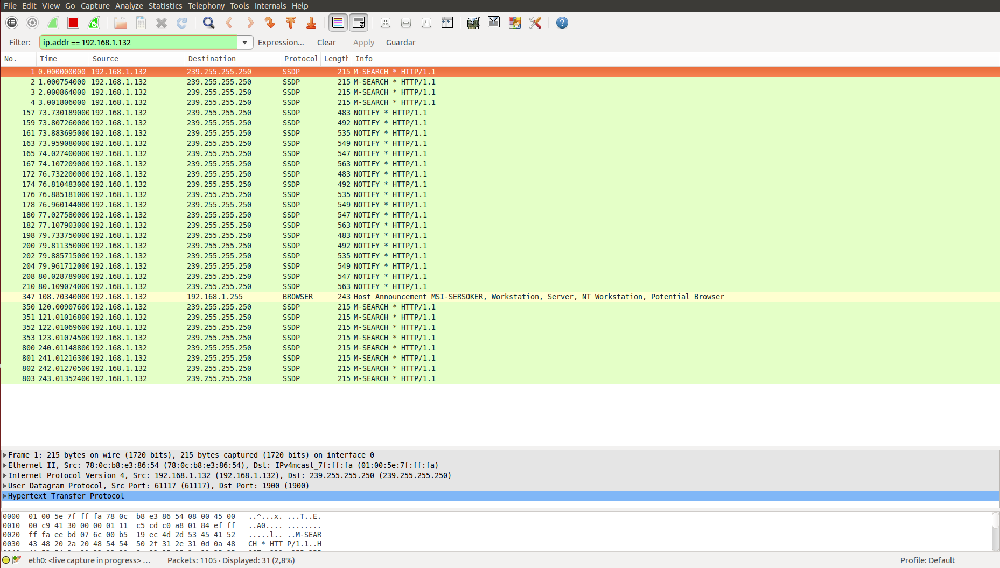 File Edit View Go Capture Analyze Statistics Telephony Tools Internals Help
Filter: ip.addr == 192.168.1.132 Expression... Clear Apply Guardar
No. Time Source Destination Protocol Length Info
1 0.000000000 192.168.1.132 239.255.255.250 SSDP 215 M-SEARCH * HTTP/1.1
2 1.000754000 192.168.1.132 239.255.255.250 SSDP 215 M-SEARCH * HTTP/1.1
3 2.000864000 192.168.1.132 239.255.255.250 SSDP 215 M-SEARCH * HTTP/1.1
4 3.001806000 192.168.1.132 239.255.255.250 SSDP 215 M-SEARCH * HTTP/1.1
157 73.730189000 192.168.1.132 239.255.255.250 SSDP 483 NOTIFY * HTTP/1.1
159 73.807260000 192.168.1.132 239.255.255.250 SSDP 492 NOTIFY * HTTP/1.1
161 73.883695000 192.168.1.132 239.255.255.250 SSDP 535 NOTIFY * HTTP/1.1
163 73.959080000 192.168.1.132 239.255.255.250 SSDP 549 NOTIFY * HTTP/1.1
165 74.027400000 192.168.1.132 239.255.255.250 SSDP 547 NOTIFY * HTTP/1.1
167 74.107209000 192.168.1.132 239.255.255.250 SSDP 563 NOTIFY * HTTP/1.1
172 76.732200000 192.168.1.132 239.255.255.250 SSDP 483 NOTIFY * HTTP/1.1
174 76.810483000 192.168.1.132 239.255.255.250 SSDP 492 NOTIFY * HTTP/1.1
176 76.885181000 192.168.1.132 239.255.255.250 SSDP 535 NOTIFY * HTTP/1.1
178 76.960144000 192.168.1.132 239.255.255.250 SSDP 549 NOTIFY * HTTP/1.1
180 77.027580000 192.168.1.132 239.255.255.250 SSDP 547 NOTIFY * HTTP/1.1
182 77.107903000 192.168.1.132 239.255.255.250 SSDP 563 NOTIFY * HTTP/1.1
198 79.733750000 192.168.1.132 239.255.255.250 SSDP 483 NOTIFY * HTTP/1.1
200 79.811350000 192.168.1.132 239.255.255.250 SSDP 492 NOTIFY * HTTP/1.1
202 79.885715000 192.168.1.132 239.255.255.250 SSDP 535 NOTIFY * HTTP/1.1
204 79.961712000 192.168.1.132 239.255.255.250 SSDP 549 NOTIFY * HTTP/1.1
208 80.028789000 192.168.1.132 239.255.255.250 SSDP 547 NOTIFY * HTTP/1.1
210 80.109074000 192.168.1.132 239.255.255.250 SSDP 563 NOTIFY * HTTP/1.1
347 108.70340000 192.168.1.132 192.168.1.255 BROWSER 243 Host Announcement MSI-SERSOKER, Workstation, Server, NT Workstation, Potential Browser
350 120.00907600 192.168.1.132 239.255.255.250 SSDP 215 M-SEARCH * HTTP/1.1
351 121.01016800 192.168.1.132 239.255.255.250 SSDP 215 M-SEARCH * HTTP/1.1
352 122.01069600 192.168.1.132 239.255.255.250 SSDP 215 M-SEARCH * HTTP/1.1
353 123.01074500 192.168.1.132 239.255.255.250 SSDP 215 M-SEARCH * HTTP/1.1
800 240.01148800 192.168.1.132 239.255.255.250 SSDP 215 M-SEARCH * HTTP/1.1
801 241.01216300 192.168.1.132 239.255.255.250 SSDP 215 M-SEARCH * HTTP/1.1
802 242.01270500 192.168.1.132 239.255.255.250 SSDP 215 M-SEARCH * HTTP/1.1
803 243.01352400 192.168.1.132 239.255.255.250 SSDP 215 M-SEARCH * HTTP/1.1
Frame 1: 215 bytes on wire (1720 bits), 215 bytes captured (1720 bits) on interface 0
Ethernet II, Src: 78:0c:b8:e3:86:54 (78:0c:b8:e3:86:54), Dst: IPv4mcast_7f:ff:fa (01:00:5e:7f:ff:fa)
Internet Protocol Version 4, Src: 192.168.1.132 (192.168.1.132), Dst: 239.255.255.250 (239.255.255.250)
User Datagram Protocol, Src Port: 61117 (61117), Dst Port: 1900 (1900)
Hypertext Transfer Protocol
0000 01 00 5e 7f ff fa 78 0c b8 e3 86 54 08 00 45 00 ..^...x. ...T..E.
0010 00 c9 41 30 00 00 01 11 c5 cd c0 a8 01 84 ef ff ..A0.... ........
0020 ff fa ee bd 07 6c 00 b5 19 ec 4d 2d 53 45 41 52 .....l.. ..M-SEAR
0030 43 48 20 2a 20 48 54 54 50 2f 31 2e 31 0d 0a 48 CH * HTT P/1.1..H
eth0: <live capture in progress> ... Packets: 1105 · Displayed: 31 (2,8%) Profile: Default